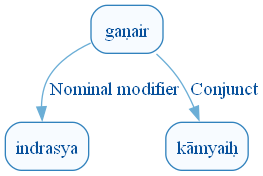 gaṇair
Nominal modifier Conjunct
indrasya kāmyaiḥ